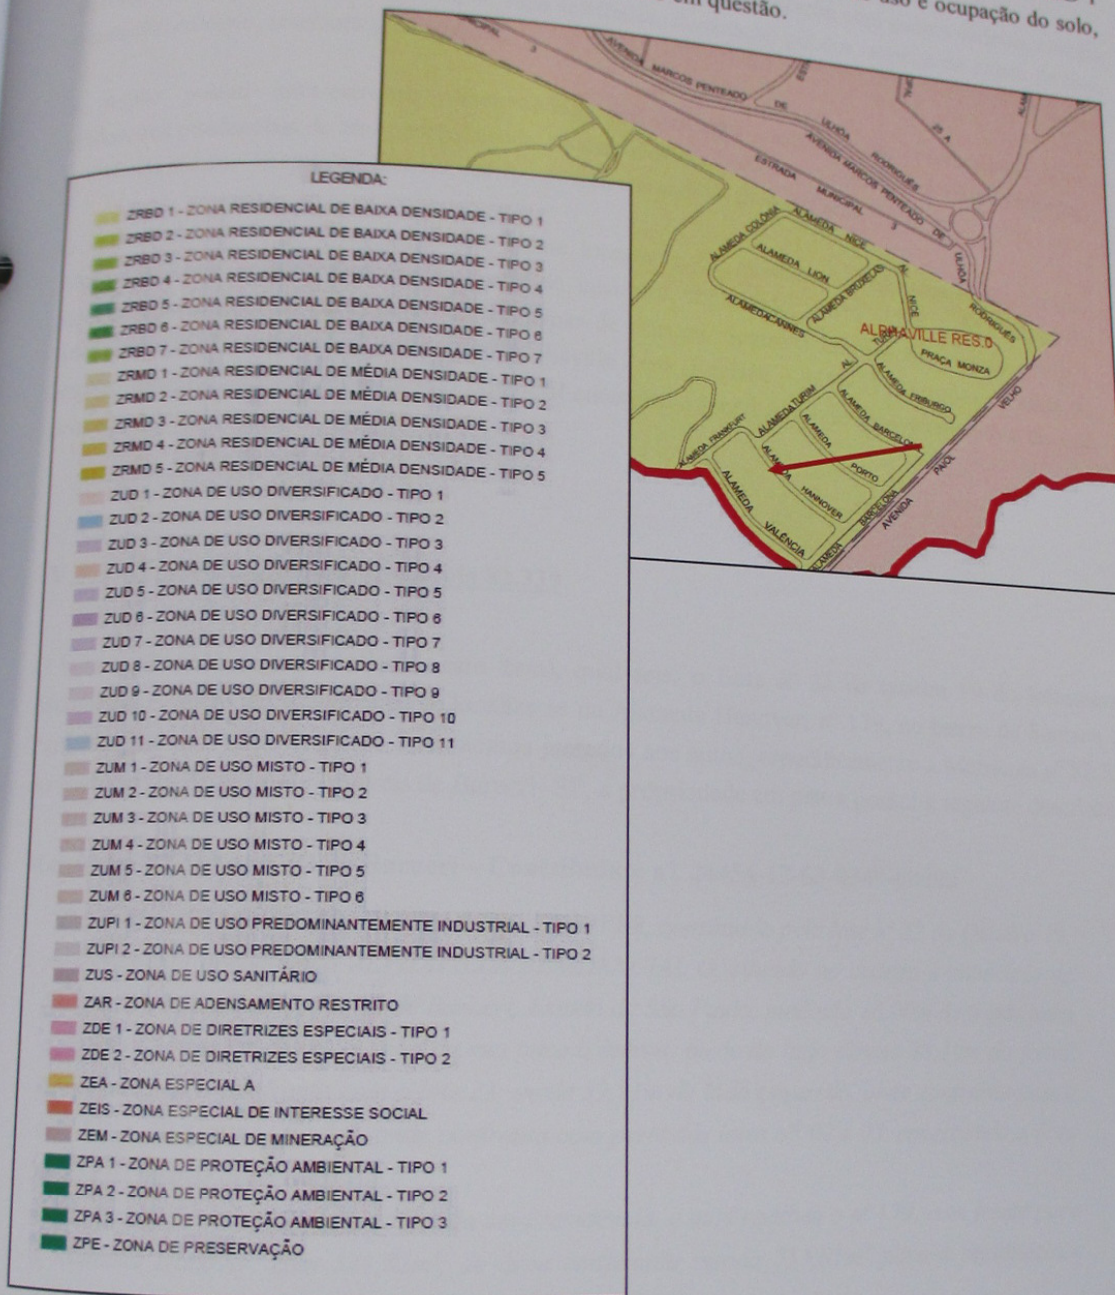 uso e ocupação do solo,
em questão.
LEGENDA:
ZRBD 1 - ZONA RESIDENCIAL DE BAIXA DENSIDADE - TIPO 1
ZRBD 2 - ZONA RESIDENCIAL DE BAIXA DENSIDADE - TIPO 2
ZRBD 3 - ZONA RESIDENCIAL DE BAIXA DENSIDADE - TIPO 3
ZRBD 4 - ZONA RESIDENCIAL DE BAIXA DENSIDADE - TIPO 4
ZRBD 5 - ZONA RESIDENCIAL DE BAIXA DENSIDADE - TIPO 5
ZRBD 6 - ZONA RESIDENCIAL DE BAIXA DENSIDADE - TIPO 6
ZRBD 7 - ZONA RESIDENCIAL DE BAIXA DENSIDADE - TIPO 7
ZRMD 1 - ZONA RESIDENCIAL DE MÉDIA DENSIDADE - TIPO 1
ZRMD 2 - ZONA RESIDENCIAL DE MÉDIA DENSIDADE - TIPO 2
ZRMD 3 - ZONA RESIDENCIAL DE MÉDIA DENSIDADE - TIPO 3
ZRMD 4 - ZONA RESIDENCIAL DE MÉDIA DENSIDADE - TIPO 4
ZRMD 5 - ZONA RESIDENCIAL DE MÉDIA DENSIDADE - TIPO 5
ZUD 1 - ZONA DE USO DIVERSIFICADO - TIPO 1
ZUD 2 - ZONA DE USO DIVERSIFICADO - TIPO 2
ZUD 3 - ZONA DE USO DIVERSIFICADO - TIPO 3
ZUD 4 - ZONA DE USO DIVERSIFICADO - TIPO 4
ZUD 5 - ZONA DE USO DIVERSIFICADO - TIPO 5
ZUD 6 - ZONA DE USO DIVERSIFICADO - TIPO 6
ZUD 7 - ZONA DE USO DIVERSIFICADO - TIPO 7
ZUD 8 - ZONA DE USO DIVERSIFICADO - TIPO 8
ZUD 9 - ZONA DE USO DIVERSIFICADO - TIPO 9
ZUD 10 - ZONA DE USO DIVERSIFICADO - TIPO 10
ZUD 11 - ZONA DE USO DIVERSIFICADO - TIPO 11
ZUM 1 - ZONA DE USO MISTO - TIPO 1
ZUM 2 - ZONA DE USO MISTO - TIPO 2
ZUM 3 - ZONA DE USO MISTO - TIPO 3
ZUM 4 - ZONA DE USO MISTO - TIPO 4
ZUM 5 - ZONA DE USO MISTO - TIPO 5
ZUM 6 - ZONA DE USO MISTO - TIPO 6
ZUPI 1 - ZONA DE USO PREDOMINANTEMENTE INDUSTRIAL - TIPO 1
ZUPI 2 - ZONA DE USO PREDOMINANTEMENTE INDUSTRIAL - TIPO 2
ZUS - ZONA DE USO SANITÁRIO
ZAR - ZONA DE ADENSAMENTO RESTRITO
ZDE 1 - ZONA DE DIRETRIZES ESPECIAIS - TIPO 1
ZDE 2 - ZONA DE DIRETRIZES ESPECIAIS - TIPO 2
ZEA - ZONA ESPECIAL A
ZEIS - ZONA ESPECIAL DE INTERESSE SOCIAL
ZEM - ZONA ESPECIAL DE MINERAÇÃO
ZPA 1 - ZONA DE PROTEÇÃO AMBIENTAL - TIPO 1
ZPA 2 - ZONA DE PROTEÇÃO AMBIENTAL - TIPO 2
ZPA 3 - ZONA DE PROTEÇÃO AMBIENTAL - TIPO 3
ZPE - ZONA DE PRESERVAÇÃO
CIPAL 3
AVENIDA MARCOS PENTEADO DE ULHOA RODRIGUES
AVENIDA MARCOS PENTEADO DE ULHOA RODRIGUES
25 A
ESTRADA MUNICIPAL 3
ALAMEDA COLÔNIA
ALAMEDA NICE
ALAMEDA LION
ALAMEDA BRUXELAS
AL. NICE
ALAMEDA CANNES
ALPHAVILLE RES.0
PRAÇA MONZA
AL. TURIM
ALAMEDA FRIBURGO
ALAMEDA BARCELONA
ALAMEDA TURIM
ALAMEDA FRANKFURT
ALAMEDA PORTO
ALAMEDA HANNOVER
ALAMEDA VALÊNCIA
ALAMEDA BARCELONA
AVENIDA PAIOL VELHO